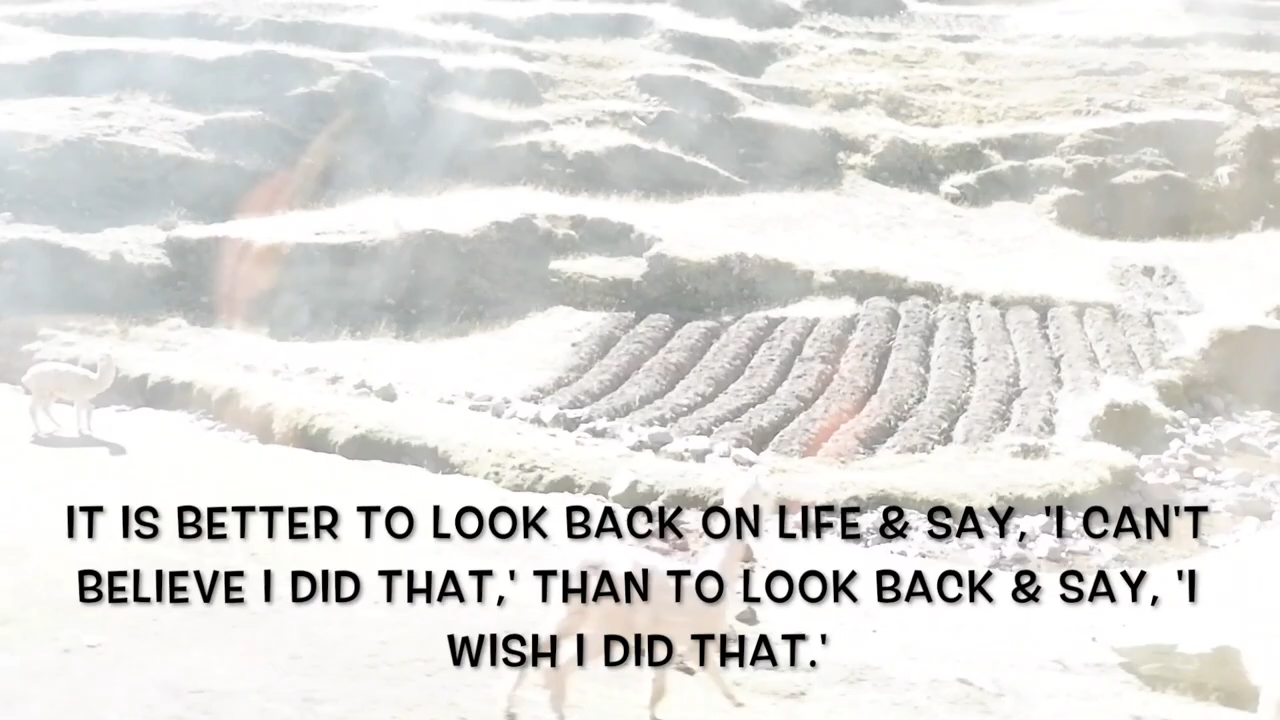 IT IS BETTER TO LOOK BACK ON LIFE & SAY, 'I CAN'T
BELIEVE I DID THAT,' THAN TO LOOK BACK & SAY, 'I
WISH I DID THAT.'